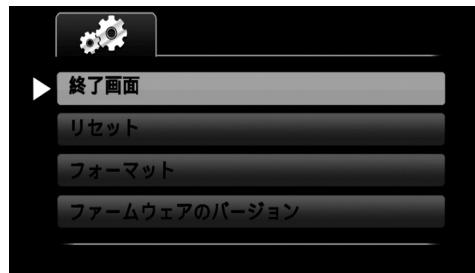 終了画面
リセット
フォーマット
ファームウェアのバージョン